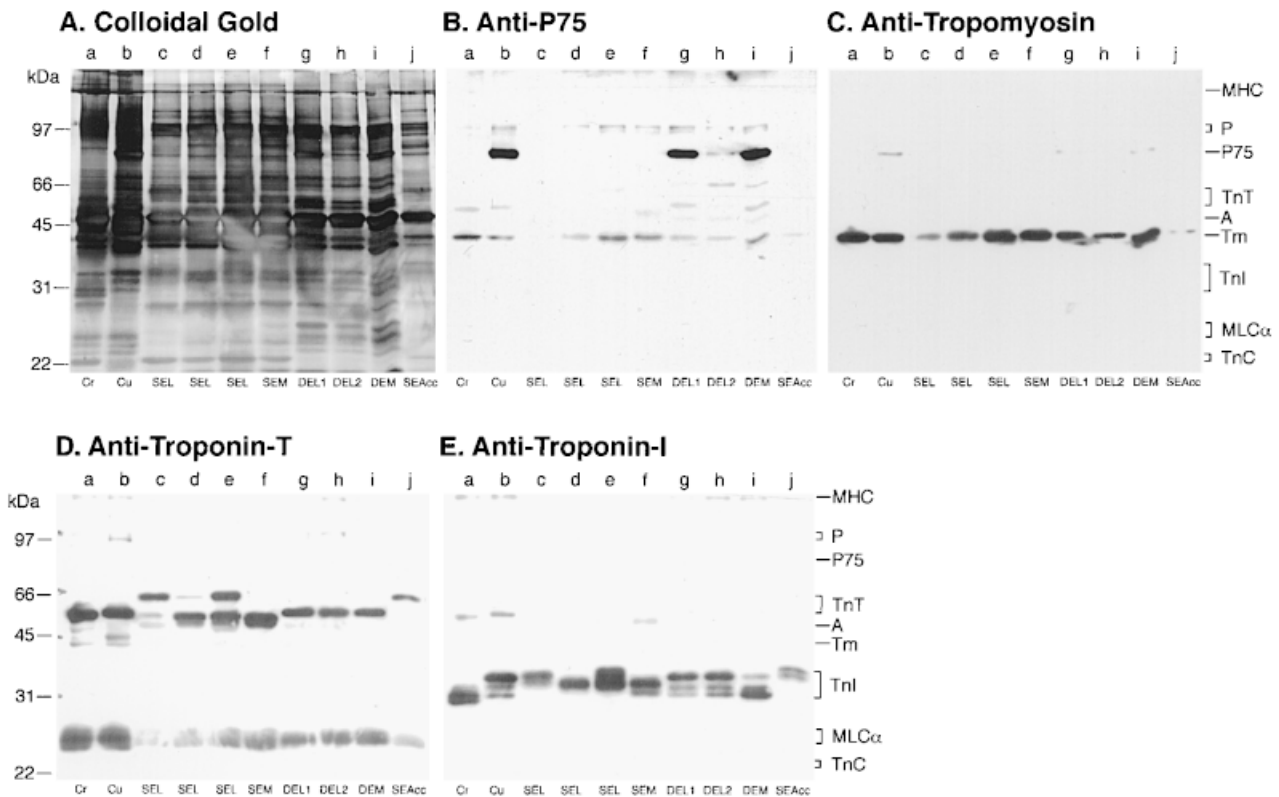 A. Colloidal Gold
B. Anti-P75
C. Anti-Tropomyosin
a b c d e f g h i j
a b c d e f g h i j
a b c d e f g h i j
kDa
97
66
45
31
22
MHC
P
P75
TnT
A
Tm
TnI
MLCα
TnC
Cr Cu SEL SEL SEL SEM DEL1 DEL2 DEM SEAcc
Cr Cu SEL SEL SEL SEM DEL1 DEL2 DEM SEAcc
Cr Cu SEL SEL SEL SEM DEL1 DEL2 DEM SEAcc
D. Anti-Troponin-T
E. Anti-Troponin-I
a b c d e f g h i j
a b c d e f g h i j
kDa
97
66
45
31
22
MHC
P
P75
TnT
A
Tm
TnI
MLCα
TnC
Cr Cu SEL SEL SEL SEM DEL1 DEL2 DEM SEAcc
Cr Cu SEL SEL SEL SEM DEL1 DEL2 DEM SEAcc